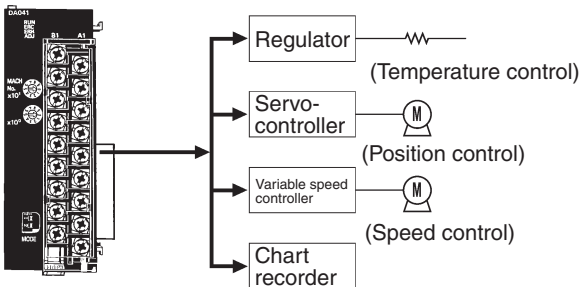 DA041
RUN
ERC
ERH
ADJ
B1 A1
MACH
No.
x10¹
x10⁰
MODE
Regulator
(Temperature control)
Servo-
controller
M
(Position control)
Variable speed
controller
M
(Speed control)
Chart
recorder